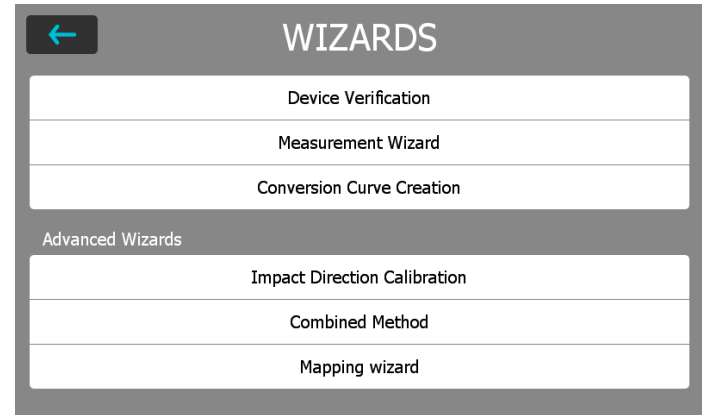 WIZARDS
Device Verification
Measurement Wizard
Conversion Curve Creation
Advanced Wizards
Impact Direction Calibration
Combined Method
Mapping wizard